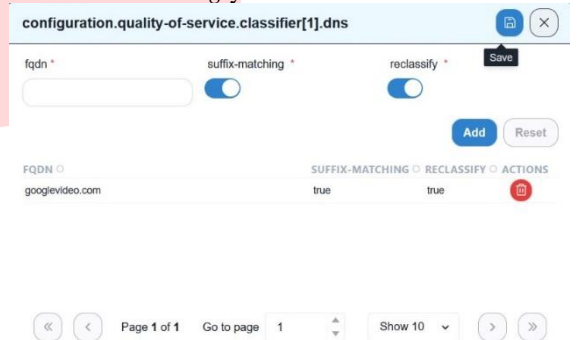 configuration.quality-of-service.classifier[1].dns
fqdn * suffix-matching * reclassify * Save
Add Reset
FQDN SUFFIX-MATCHING RECLASSIFY ACTIONS
googlevideo.com true true
Page 1 of 1 Go to page 1 Show 10